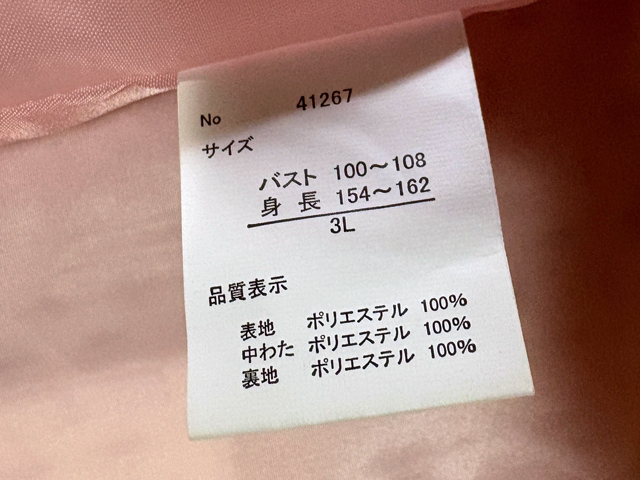 No 41267
サイズ
バスト 100～108
身 長 154～162
3L
品質表示
表地 ポリエステル 100%
中わた ポリエステル 100%
裏地 ポリエステル 100%